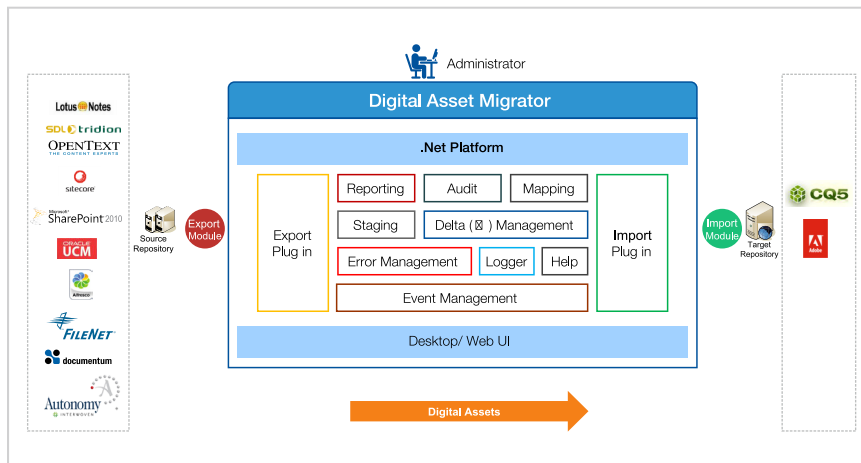 Administrator
Digital Asset Migrator
.Net Platform
Lotus Notes
SDL tridion
OPENTEXT
THE CONTENT EXPERTS
sitecore
Microsoft
SharePoint 2010
ORACLE
UCM
Alfresco
FILENET
documentum
Autonomy
INTERWOVEN
Source
Repository
Export
Module
Export
Plug in
Reporting
Audit
Mapping
Staging
Delta ( ) Management
Error Management
Logger
Help
Event Management
Import
Plug in
Desktop/ Web UI
Import
Module
Target
Repository
CQ5
Adobe
Digital Assets